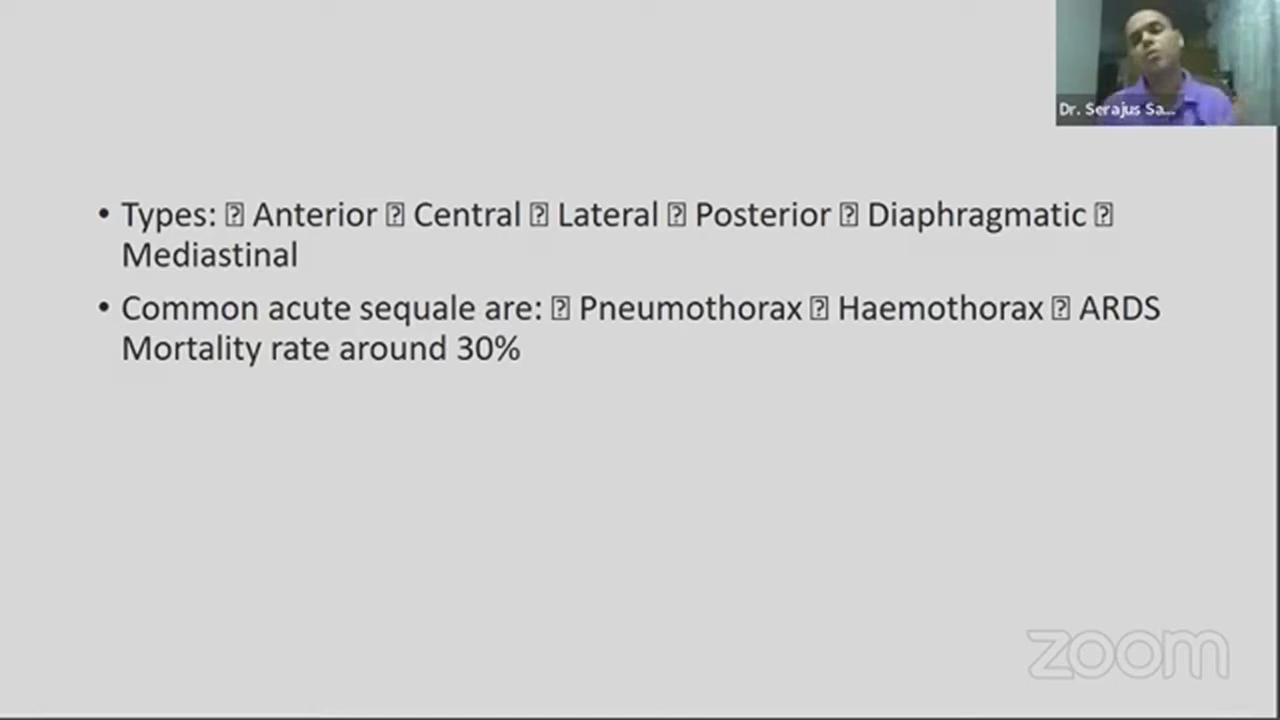 Dr. Serajus Sa...
• Types: ⍰ Anterior ⍰ Central ⍰ Lateral ⍰ Posterior ⍰ Diaphragmatic ⍰
Mediastinal
• Common acute sequale are: ⍰ Pneumothorax ⍰ Haemothorax ⍰ ARDS
Mortality rate around 30%
zoom